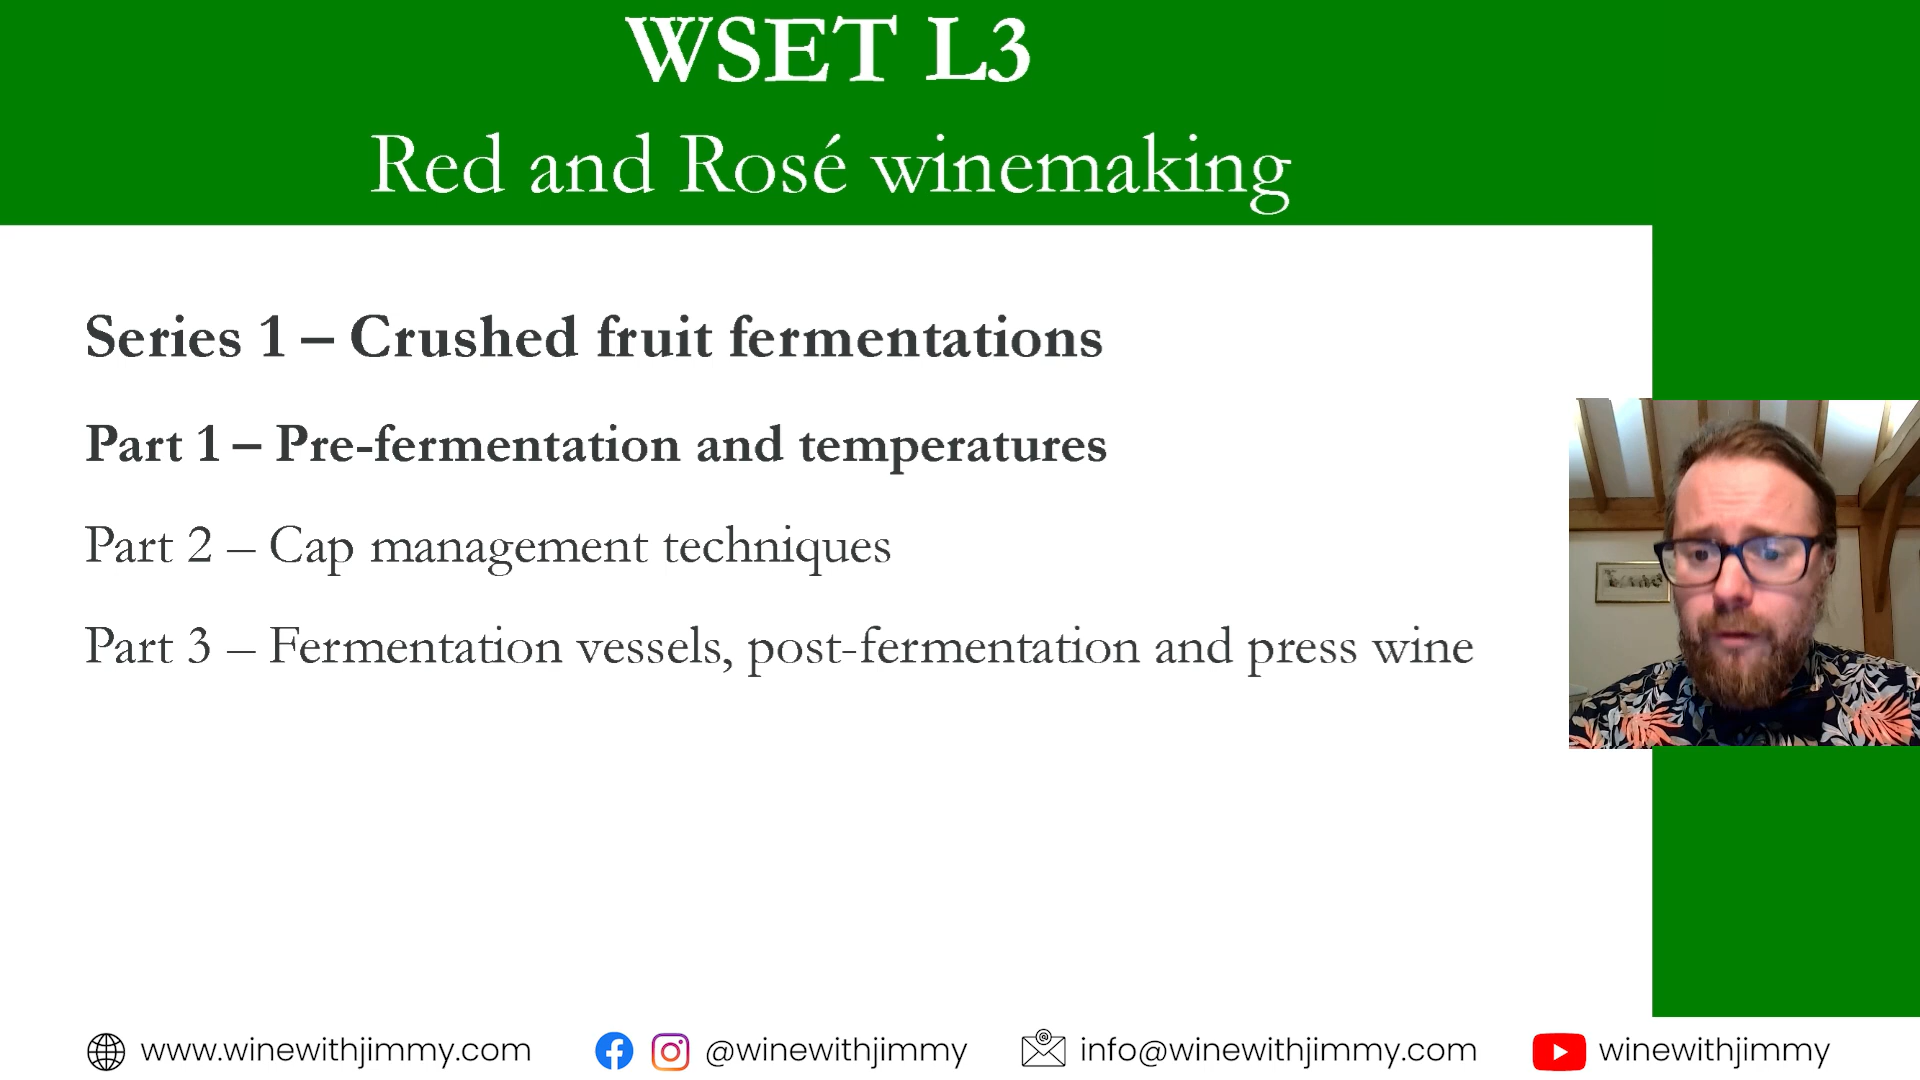 WSET L3
Red and Rosé winemaking
Series 1 – Crushed fruit fermentations
Part 1 – Pre-fermentation and temperatures
Part 2 – Cap management techniques
Part 3 – Fermentation vessels, post-fermentation and press wine
www.winewithjimmy.com @winewithjimmy info@winewithjimmy.com winewithjimmy